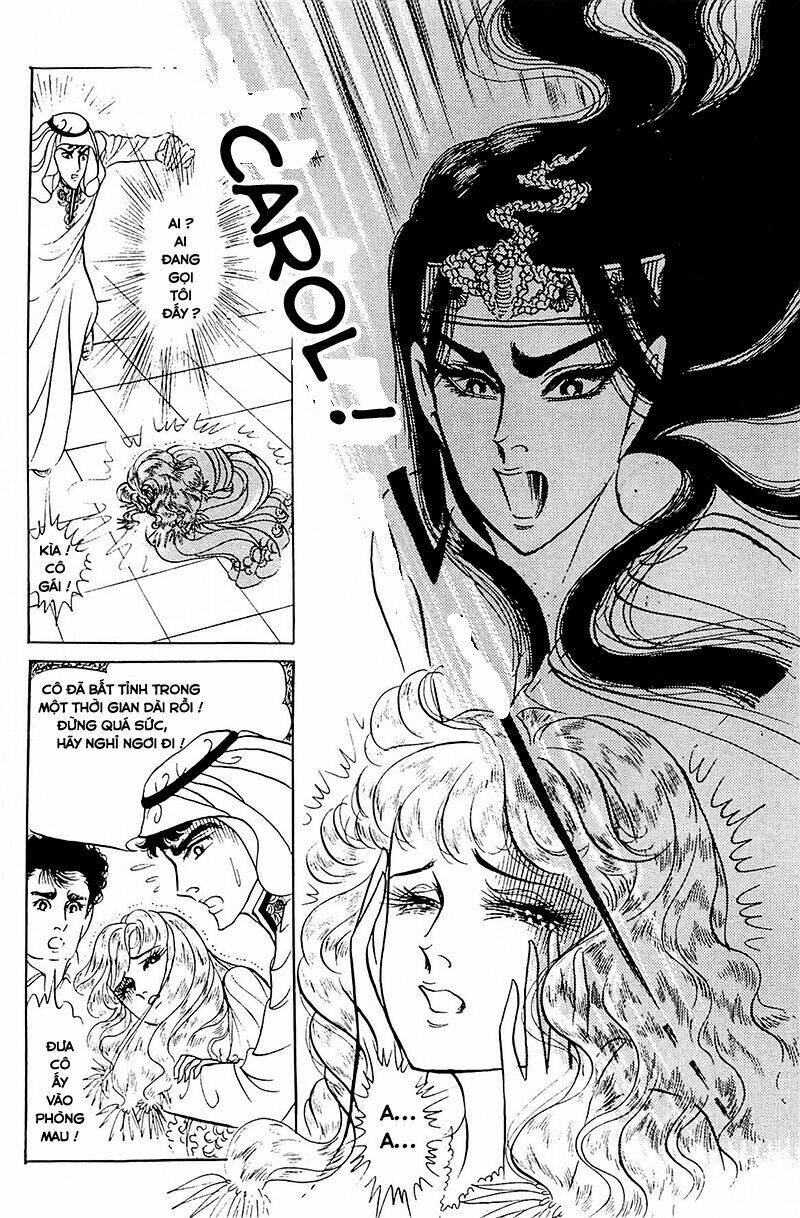 CAROL !
A...
A...
AI ?
AI
ĐANG
GỌI
TÔI
ĐẤY ?
KÌA !
CÔ
GÁI !
CÔ ĐÃ BẤT TỈNH TRONG
MỘT THỜI GIAN DÀI RỒI !
ĐỪNG QUÁ SỨC,
HÃY NGHỈ NGƠI ĐI !
ĐƯA
CÔ
ẤY
VÀO
PHÒNG
MAU !